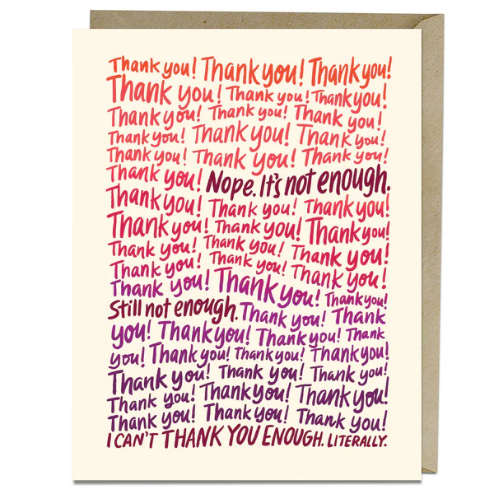 Thank you! Thank you! Thank you!
Thank you! Thank you! Thank you!
Thank you! Thank you! Thank you!
Thank you! Thank you! Thank you!
Thank you! Thank you! Thank you!
Thank you! Nope. It's not enough.
Thank you! Thank you! Thank you!
Thank you! Thank you! Thank you!
Thank you! Thank you! Thank you!
Thank you! Thank you! Thank you!
Thank you! Thank you! Thank you!
Still not enough. Thank you! Thank
you! Thank you! Thank you! Thank
you! Thank you! Thank you! Thank you!
Thank you! Thank you! Thank you!
Thank you! Thank you! Thank you!
Thank you! Thank you! Thank you!
I CAN'T THANK YOU ENOUGH. LITERALLY.